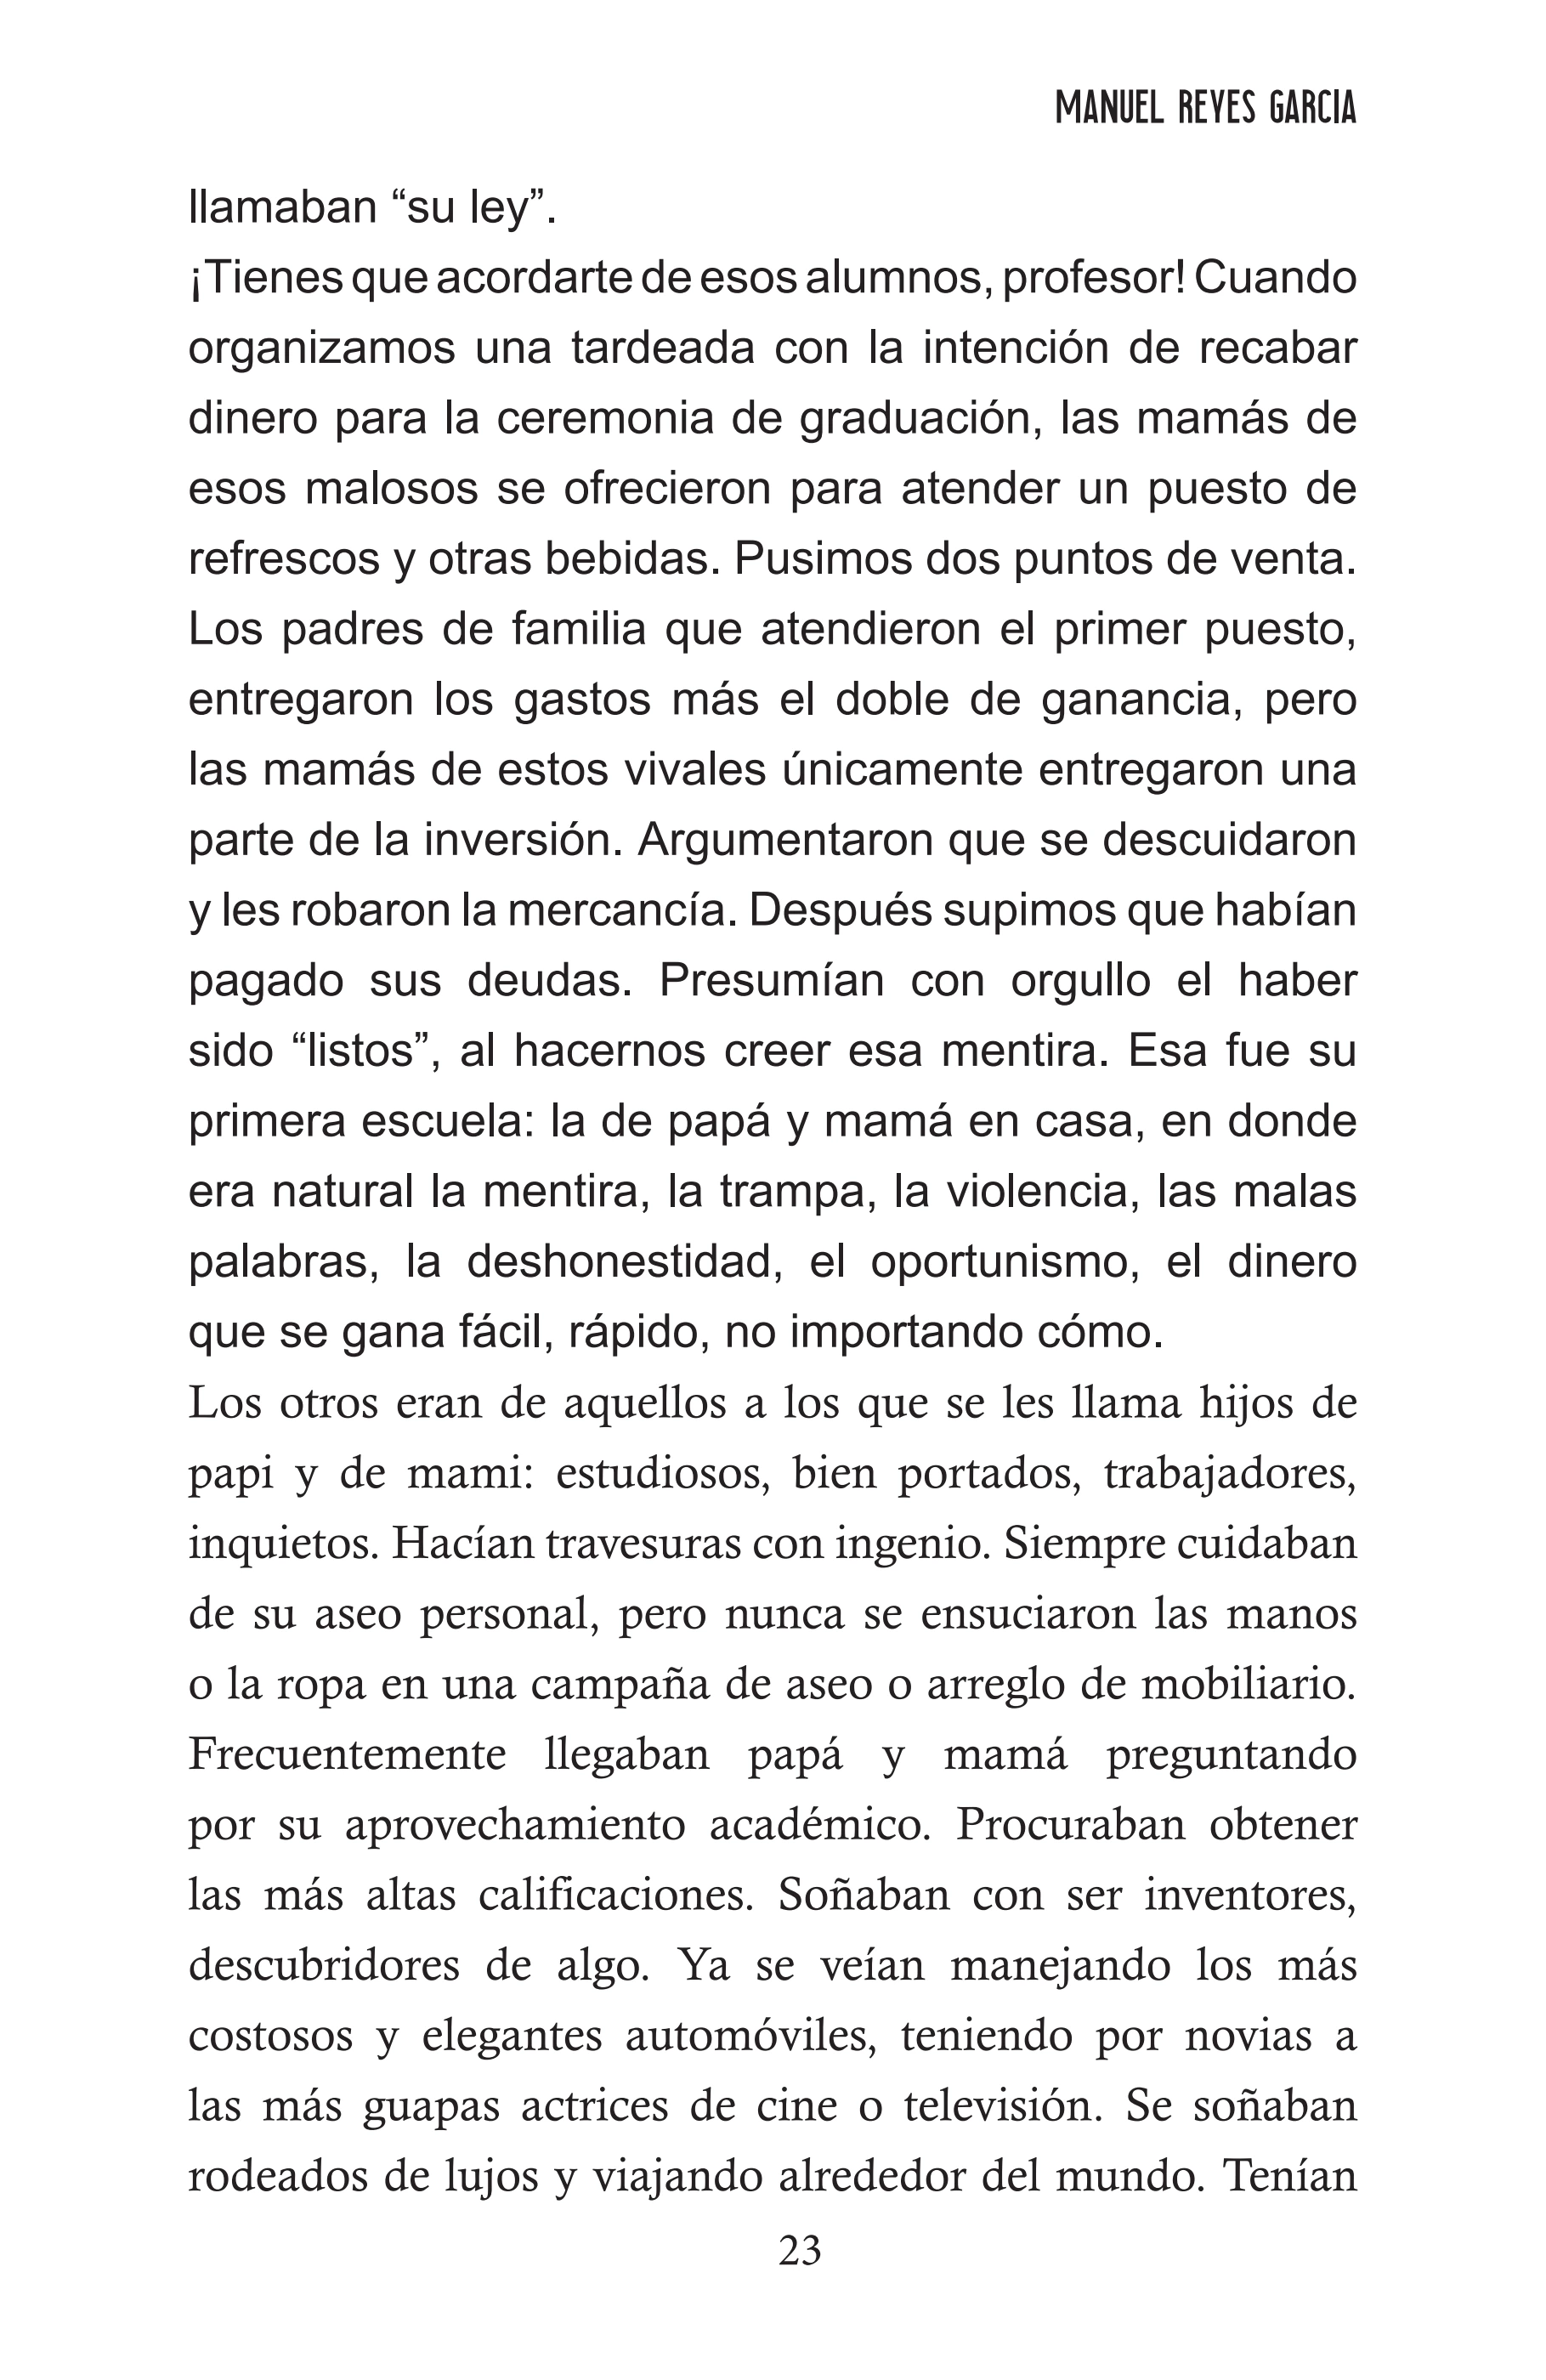 MANUEL REYES GARCIA
llamaban “su ley”.
¡Tienes que acordarte de esos alumnos, profesor! Cuando
organizamos una tardeada con la intención de recabar
dinero para la ceremonia de graduación, las mamás de
esos malosos se ofrecieron para atender un puesto de
refrescos y otras bebidas. Pusimos dos puntos de venta.
Los padres de familia que atendieron el primer puesto,
entregaron los gastos más el doble de ganancia, pero
las mamás de estos vivales únicamente entregaron una
parte de la inversión. Argumentaron que se descuidaron
y les robaron la mercancía. Después supimos que habían
pagado sus deudas. Presumían con orgullo el haber
sido “listos”, al hacernos creer esa mentira. Esa fue su
primera escuela: la de papá y mamá en casa, en donde
era natural la mentira, la trampa, la violencia, las malas
palabras, la deshonestidad, el oportunismo, el dinero
que se gana fácil, rápido, no importando cómo.
Los otros eran de aquellos a los que se les llama hijos de
papi y de mami: estudiosos, bien portados, trabajadores,
inquietos. Hacían travesuras con ingenio. Siempre cuidaban
de su aseo personal, pero nunca se ensuciaron las manos
o la ropa en una campaña de aseo o arreglo de mobiliario.
Frecuentemente llegaban papá y mamá preguntando
por su aprovechamiento académico. Procuraban obtener
las más altas calificaciones. Soñaban con ser inventores,
descubridores de algo. Ya se veían manejando los más
costosos y elegantes automóviles, teniendo por novias a
las más guapas actrices de cine o televisión. Se soñaban
rodeados de lujos y viajando alrededor del mundo. Tenían
23